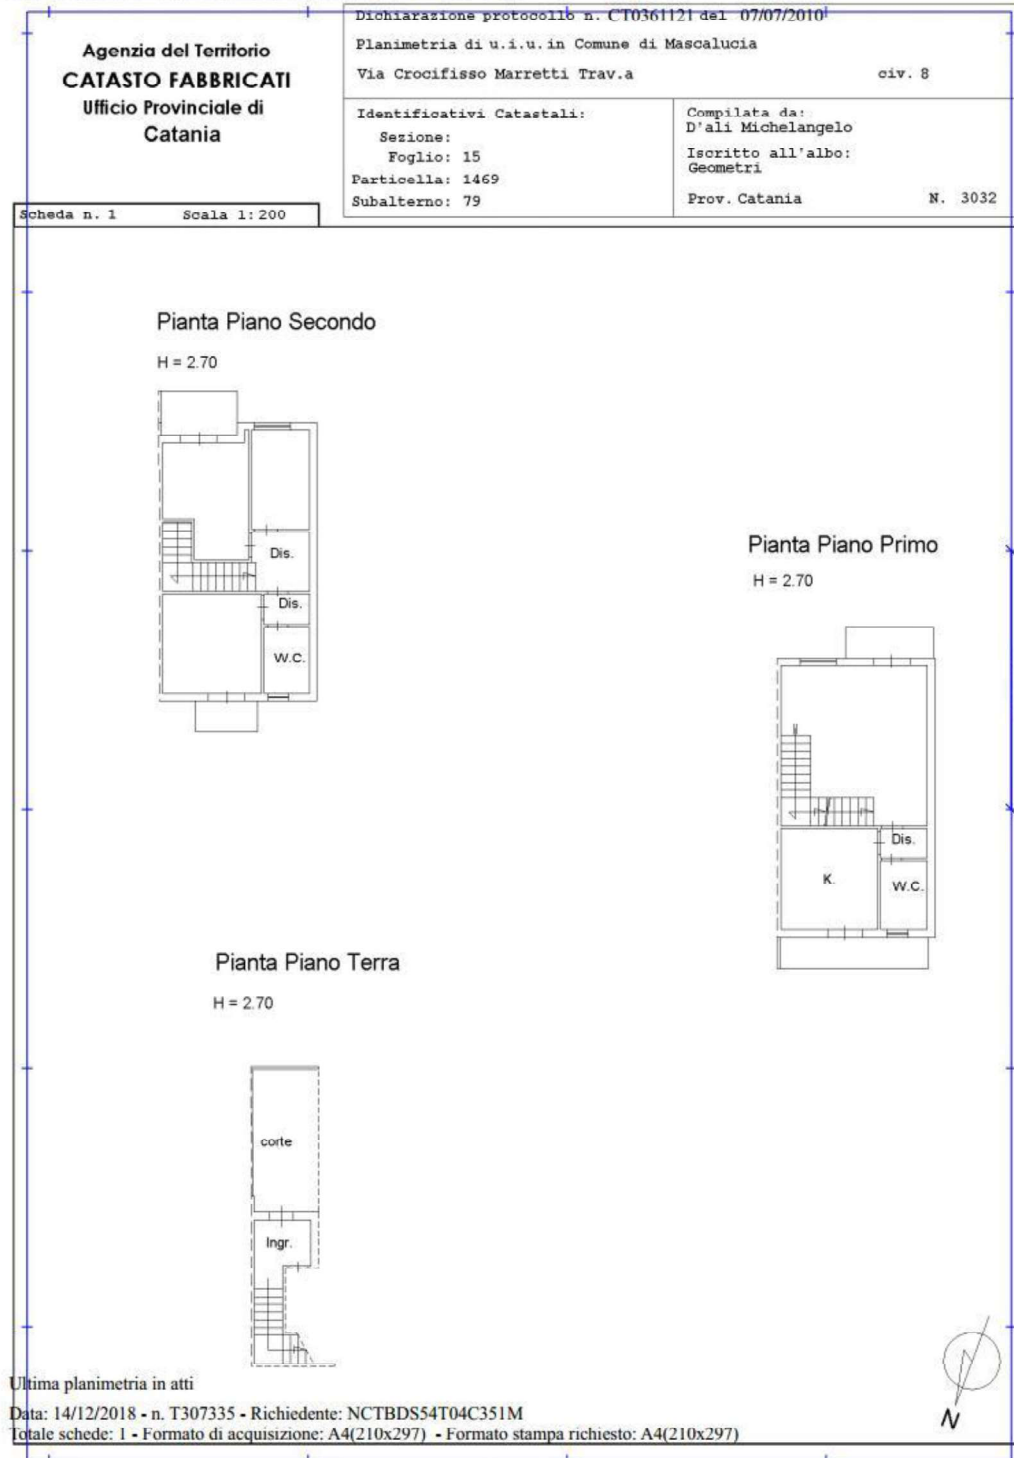 Agenzia del Territorio
CATASTO FABBRICATI
Ufficio Provinciale di
Catania
Dichiarazione protocollo n. CT0361121 del 07/07/2010
Planimetria di u.i.u. in Comune di Mascalucia
Via Crocifisso Marretti Trav.a civ. 8
Identificativi Catastali:
Sezione:
Foglio: 15
Particella: 1469
Subalterno: 79
Compilata da:
D'ali Michelangelo
Iscritto all'albo:
Geometri
Prov. Catania N. 3032
Scheda n. 1 Scala 1:200
Pianta Piano Secondo
H = 2.70
Dis.
Dis.
W.C.
Pianta Piano Primo
H = 2.70
Dis.
K.
W.C.
Pianta Piano Terra
H = 2.70
corte
Ingr.
N
Ultima planimetria in atti
Data: 14/12/2018 - n. T307335 - Richiedente: NCTBDS54T04C351M
Totale schede: 1 - Formato di acquisizione: A4(210x297) - Formato stampa richiesto: A4(210x297)